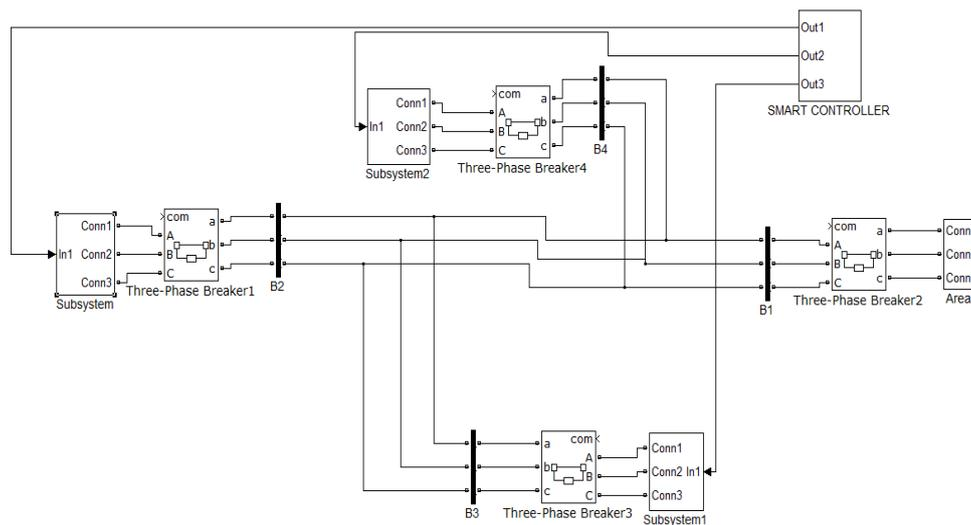 Out1
Out2
Out3
SMART CONTROLLER
In1
Conn1
Conn2
Conn3
Subsystem2
com
A
B
C
a
b
c
Three-Phase Breaker4
B4
In1
Conn1
Conn2
Conn3
Subsystem
com
A
B
C
a
b
c
Three-Phase Breaker1
B2
B1
com
A
B
C
a
b
c
Three-Phase Breaker2
Conn
Conn
Conn
Area
B3
a
b
c
com
A
B
C
Three-Phase Breaker3
Conn1
Conn2 In1
Conn3
Subsystem1